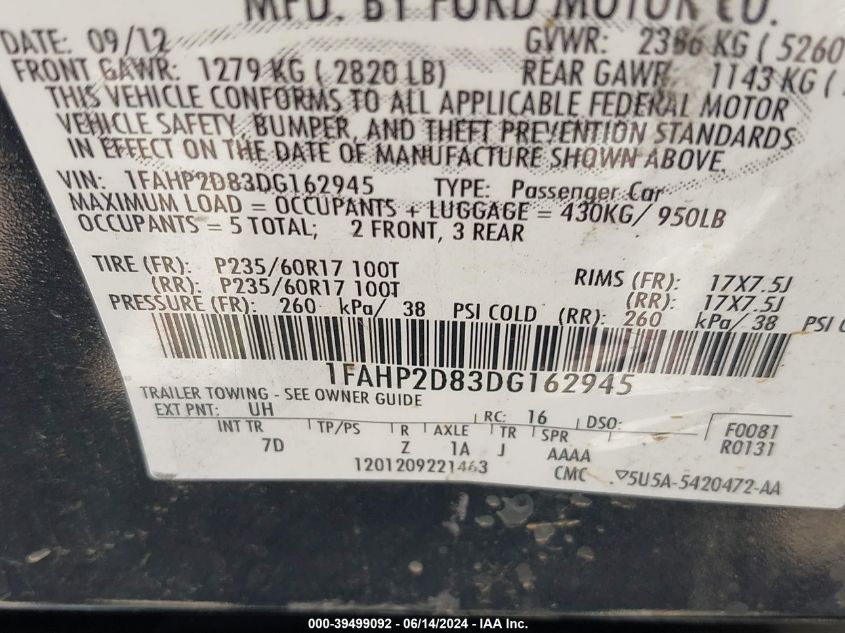 MFD. BY FORD MOTOR CO.
DATE: 09/12 GVWR: 2386 KG ( 5260
FRONT GAWR: 1279 KG ( 2820 LB) REAR GAWR: 1143 KG (
THIS VEHICLE CONFORMS TO ALL APPLICABLE FEDERAL MOTOR
VEHICLE SAFETY, BUMPER, AND THEFT PREVENTION STANDARDS
IN EFFECT ON THE DATE OF MANUFACTURE SHOWN ABOVE.
VIN: 1FAHP2D83DG162945 TYPE: Passenger Car
MAXIMUM LOAD = OCCUPANTS + LUGGAGE = 430KG/ 950LB
OCCUPANTS = 5 TOTAL; 2 FRONT, 3 REAR
TIRE (FR): P235/60R17 100T RIMS (FR): 17X7.5J
(RR): P235/60R17 100T (RR): 17X7.5J
PRESSURE (FR): 260 kPa/ 38 PSI COLD (RR): 260 kPa/ 38 PSI
1FAHP2D83DG162945
TRAILER TOWING - SEE OWNER GUIDE
EXT PNT: UH RC: 16 DSO: F0081
INT TR TP/PS R AXLE TR SPR R0131
7D Z 1A J AAAA
1201209221463 CMC ▽5U5A-5420472-AA
000-39499092 - 06/14/2024 - IAA Inc.